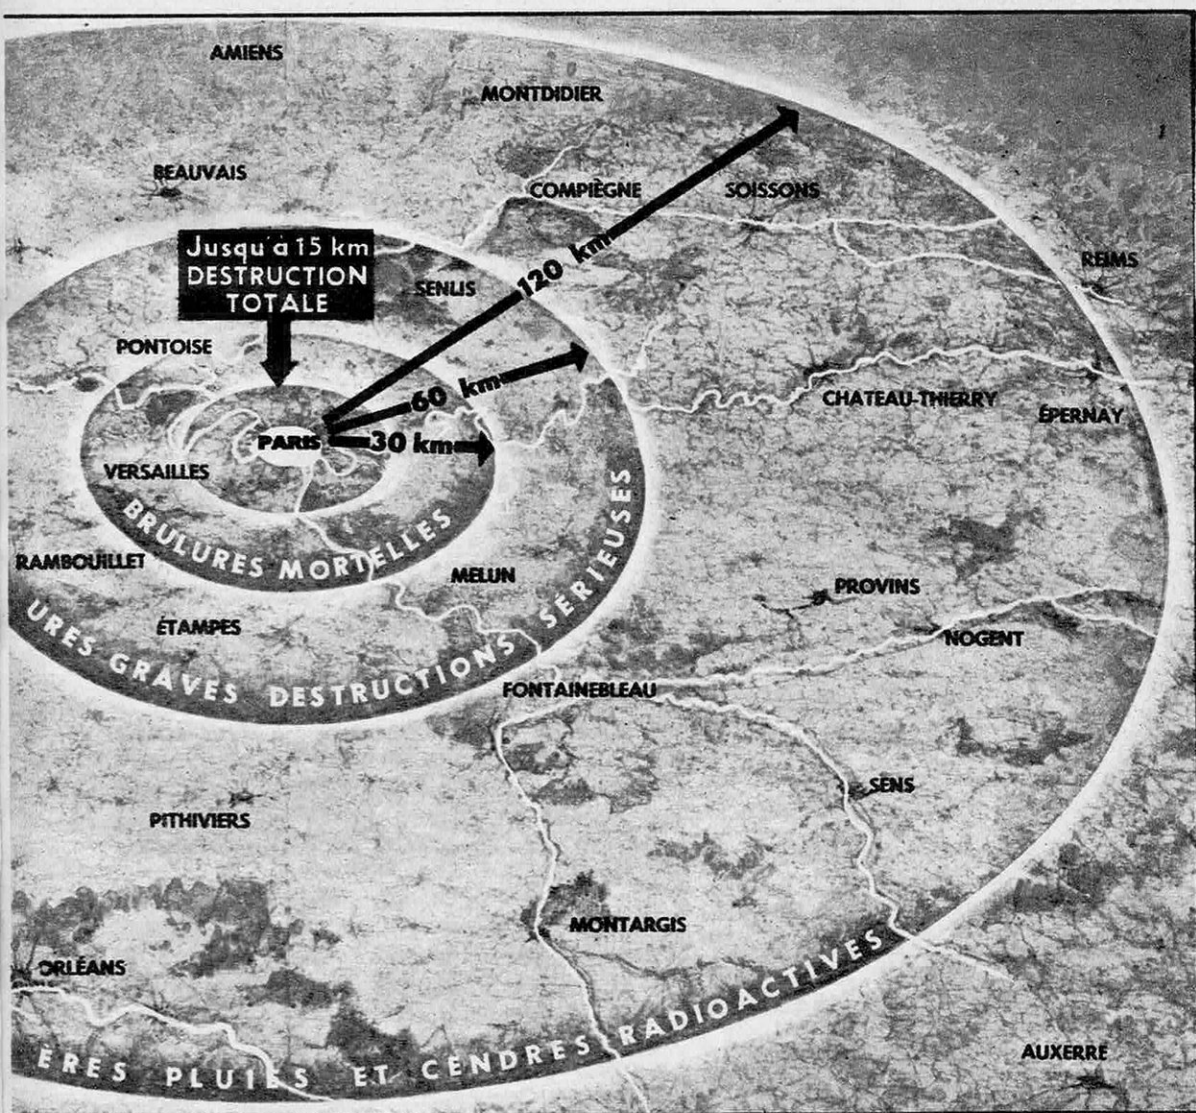 AMIENS
MONTDIDIER
BEAUVAIS
COMPIÈGNE
SOISSONS
REIMS
Jusqu'à 15 km
DESTRUCTION
TOTALE
SENLIS
120 km
PONTOISE
60 km
CHATEAU-THIERRY
ÉPERNAY
PARIS
30 km
VERSAILLES
BRULURES MORTELLES
RAMBOUILLET
MELUN
PROVINS
ÉTAMPES
NOGENT
URES GRAVES DESTRUCTIONS SÉRIEUSES
FONTAINEBLEAU
SENS
PITHIVIERS
MONTARGIS
ORLÉANS
ÈRES PLUIES ET CENDRES RADIOACTIVES
AUXERRE